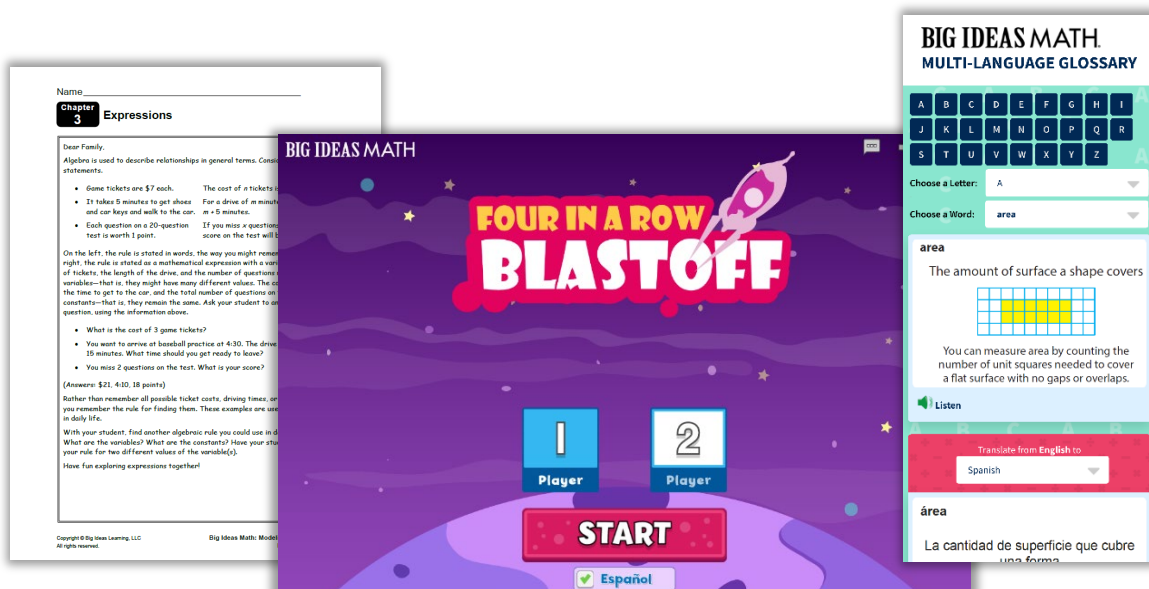 Name
Chapter
3
Expressions
Dear Family,
Algebra is used to describe relationships in general terms.
statements.
• Game tickets are $7 each.
The cost of n tickets
• It takes 5 minutes to get shoes
and car keys and walk to the car.
For a drive of m
m + 5 minutes.
• Each question on a 20-question
test is worth 1 point.
If you miss x
score on the test will
On the left, the rule is stated in words, the way you might
right, the rule is stated as a mathematical expression with a
of tickets, the length of the drive, and the number of questions
variables—that is, they might have many different values. The
the time to get to the car, and the total number of questions on
constants—that is, they remain the same. Ask your student to
question, using the information above.
• What is the cost of 3 game tickets?
• You want to arrive at baseball practice at 4:30. The drive
15 minutes. What time should you get ready to leave?
• You miss 2 questions on the test. What is your score?
(Answers: $21, 4:10, 18 points)
Rather than remember all possible ticket costs, driving times, or
you remember the rule for finding them. These examples are
in daily life.
With your student, find another algebraic rule you could use in
What are the variables? What are the constants? Have your
your rule for two different values of the variable(s).
Have fun exploring expressions together!
Copyright © Big Ideas Learning, LLC
All rights reserved.
Big Ideas Math:
BIG IDEAS MATH
FOUR IN A ROW
BLASTOFF
1
Player
2
Player
START
Español
BIG IDEAS MATH.
MULTI-LANGUAGE GLOSSARY
A B C D E F G H I
J K L M N O P Q R
S T U V W X Y Z
Choose a Letter: A
Choose a Word: area
area
The amount of surface a shape covers
You can measure area by counting the
number of unit squares needed to cover
a flat surface with no gaps or overlaps.
Listen
Translate from English to
Spanish
área
La cantidad de superficie que cubre
una forma